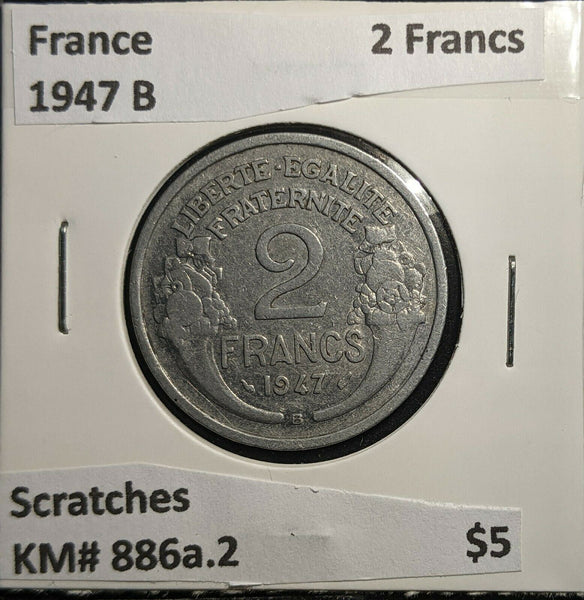 France 2 Francs
1947 B
LIBERTE·EGALITE
FRATERNITE
2
FRANCS
1947
B
Scratches
KM# 886a.2 $5